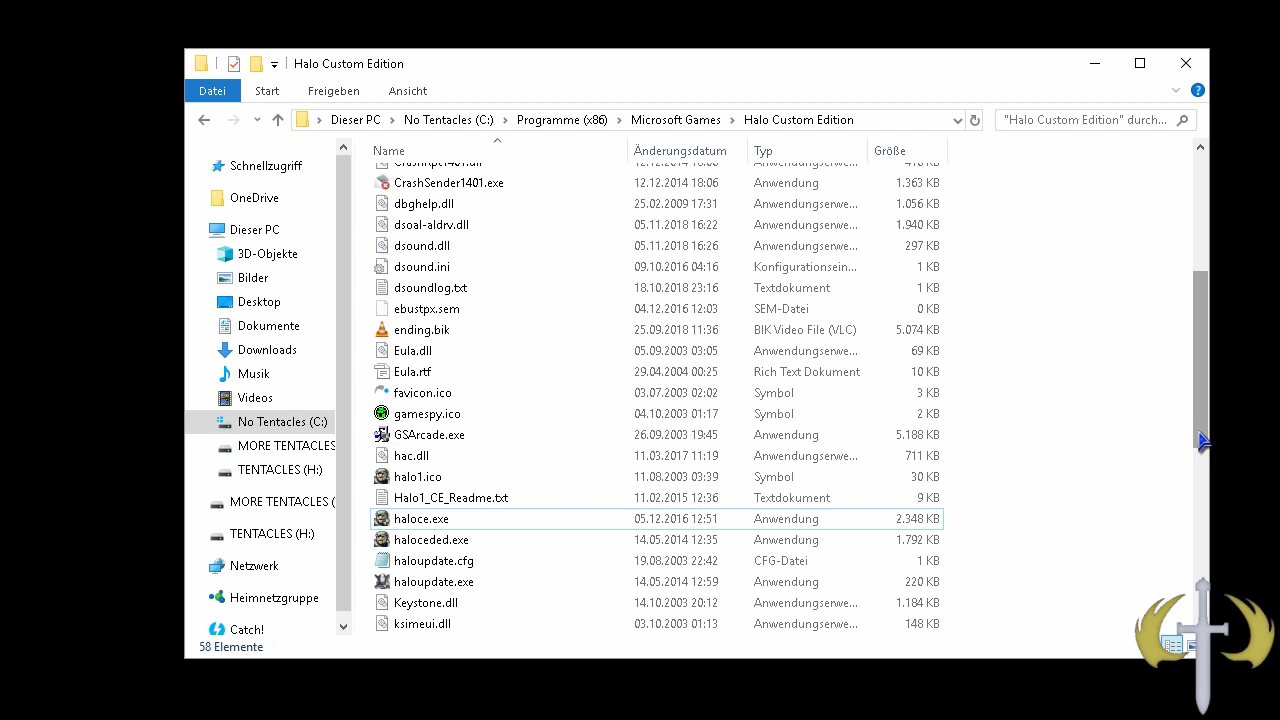 Halo Custom Edition
Datei Start Freigeben Ansicht
Dieser PC No Tentacles (C:) Programme (x86) Microsoft Games Halo Custom Edition "Halo Custom Edition" durch...
Name Änderungsdatum Typ Größe
CrashSender1401.exe 12.12.2014 18:06 Anwendung 1.363 KB
dbghelp.dll 25.02.2009 17:31 Anwendungserwe... 1.056 KB
dsoal-aldrv.dll 05.11.2018 16:22 Anwendungserwe... 1.940 KB
dsound.dll 05.11.2018 16:26 Anwendungserwe... 297 KB
dsound.ini 09.10.2016 04:16 Konfigurationsein... 1 KB
dsoundlog.txt 18.10.2018 23:16 Textdokument 1 KB
ebustpx.sem 04.12.2016 12:03 SEM-Datei 0 KB
ending.bik 25.09.2018 11:36 BIK Video File (VLC) 5.074 KB
Eula.dll 05.09.2003 03:05 Anwendungserwe... 69 KB
Eula.rtf 29.04.2004 00:25 Rich Text Dokument 10 KB
favicon.ico 03.07.2003 02:02 Symbol 3 KB
gamespy.ico 04.10.2003 01:17 Symbol 2 KB
GSArcade.exe 26.09.2003 19:45 Anwendung 5.186 KB
hac.dll 11.03.2017 11:19 Anwendungserwe... 711 KB
halo1.ico 11.08.2003 03:39 Symbol 30 KB
Halo1_CE_Readme.txt 11.02.2015 12:36 Textdokument 9 KB
haloce.exe 05.12.2016 12:51 Anwendung 2.348 KB
haloceded.exe 14.05.2014 12:35 Anwendung 1.792 KB
haloupdate.cfg 19.08.2003 22:42 CFG-Datei 1 KB
haloupdate.exe 14.05.2014 12:59 Anwendung 220 KB
Keystone.dll 14.10.2003 20:12 Anwendungserwe... 1.184 KB
ksimeui.dll 03.10.2003 01:13 Anwendungserwe... 148 KB
Schnellzugriff
OneDrive
Dieser PC
3D-Objekte
Bilder
Desktop
Dokumente
Downloads
Musik
Videos
No Tentacles (C:)
MORE TENTACLES
TENTACLES (H:)
MORE TENTACLES (
TENTACLES (H:)
Netzwerk
Heimnetzgruppe
Catch!
58 Elemente